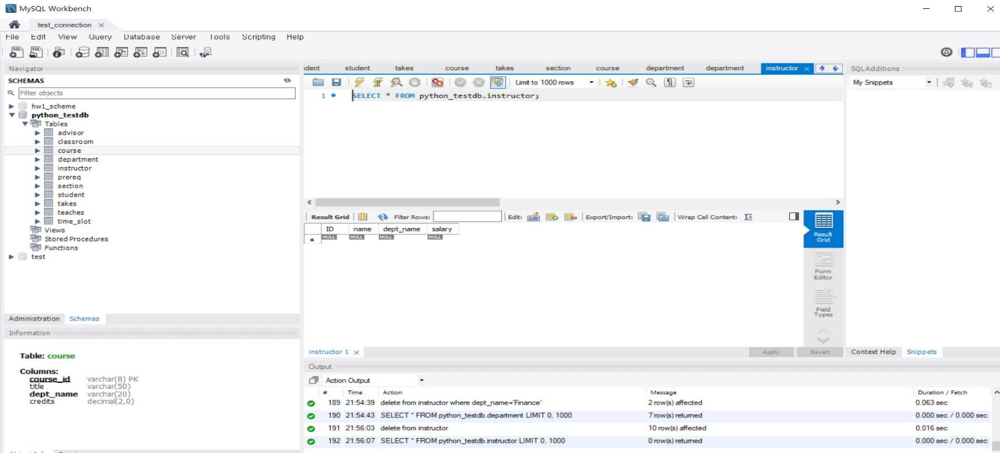 MySQL Workbench
test_connection
File Edit View Query Database Server Tools Scripting Help
Navigator
SCHEMAS
Filter objects
hw1_scheme
python_testdb
Tables
advisor
classroom
course
department
instructor
prereq
section
student
takes
teaches
time_slot
Views
Stored Procedures
Functions
test
Administration Schemas
Information
Table: course
Columns:
course_id varchar(8) PK
title varchar(50)
dept_name varchar(20)
credits decimal(2,0)
student takes course takes section course department department instructor
Limit to 1000 rows
1 SELECT * FROM python_testdb.instructor;
Result Grid Filter Rows: Edit: Export/Import: Wrap Cell Content:
ID name dept_name salary
NULL NULL NULL NULL
Result Grid
Form Editor
Field Types
instructor 1 Apply Revert
SQLAdditions
My Snippets
Context Help Snippets
Output
Action Output
# Time Action Message Duration / Fetch
189 21:54:39 delete from instructor where dept_name='Finance' 2 row(s) affected 0.063 sec
190 21:54:43 SELECT * FROM python_testdb.department LIMIT 0, 1000 7 row(s) returned 0.000 sec / 0.000 sec
191 21:56:03 delete from instructor 10 row(s) affected 0.016 sec
192 21:56:07 SELECT * FROM python_testdb.instructor LIMIT 0, 1000 0 row(s) returned 0.000 sec / 0.000 sec